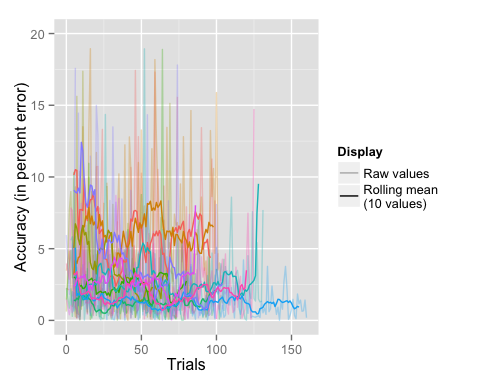 20
15
10
5
0
Accuracy (in percent error)
0 50 100 150
Trials
Display
Raw values
Rolling mean
(10 values)